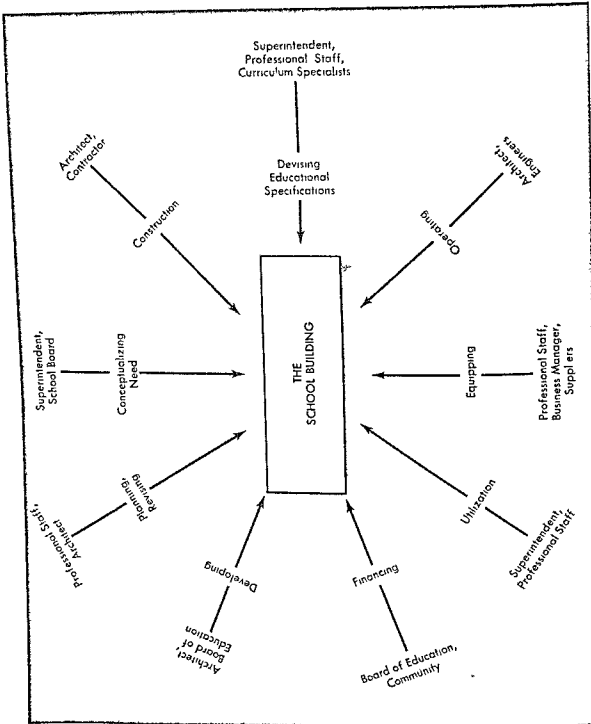 Superintendent,
Professional Staff,
Curriculum Specialists
Devising
Educational
Specifications
Architect,
Engineers
Operating
Professional Staff,
Business Manager,
Suppliers
Equipping
Superintendent,
Professional Staff
Utilization
Board of Education,
Community
Financing
Architect,
Board of
Education
Developing
Professional Staff,
Architect
Planning,
Revising
Superintendent,
School Board
Conceptualizing
Need
Architect,
Contractor
Construction
THE
SCHOOL BUILDING